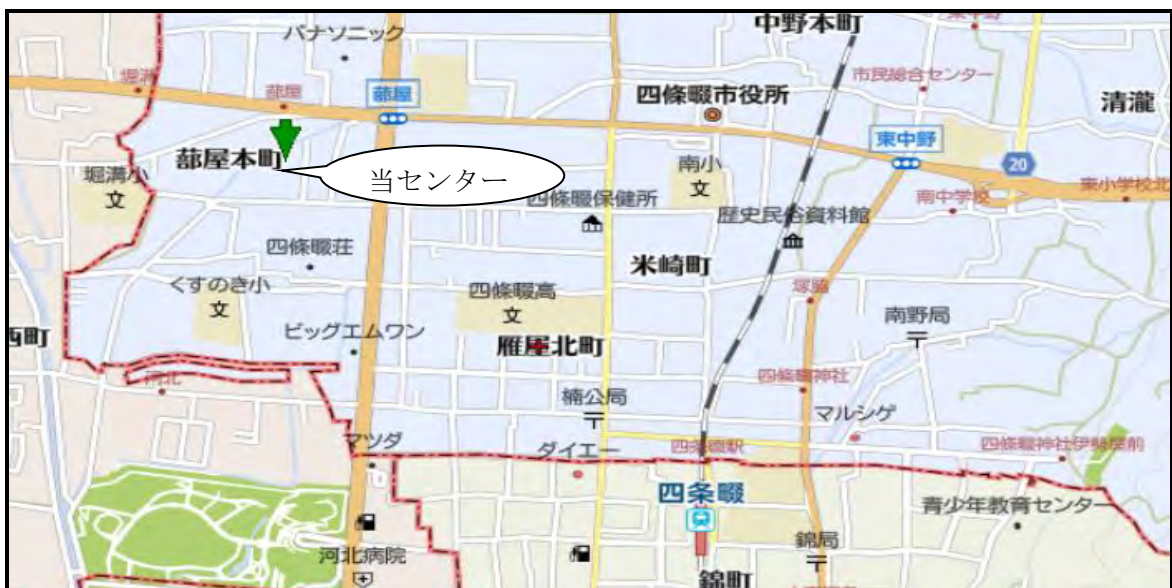 中野本町
パナソニック
市民総合センター
堀溝
蔀屋
蔀屋
四條畷市役所
清瀧
東中野
20
蔀屋本町
当センター
堀溝小
文
南小
文
東小学校北
南中学校
四條畷保健所
歴史民俗資料館
四條畷荘
米崎町
くすのき小
文
四條畷高
文
塚脇
南野局
西町
ビッグエムワン
雁屋北町
河北
四條畷神社
楠公局
マルシゲ
マツダ
ダイエー
四条畷駅
四條畷神社伊勢屋前
四条畷
青少年教育センター
河北病院
錦局
錦町